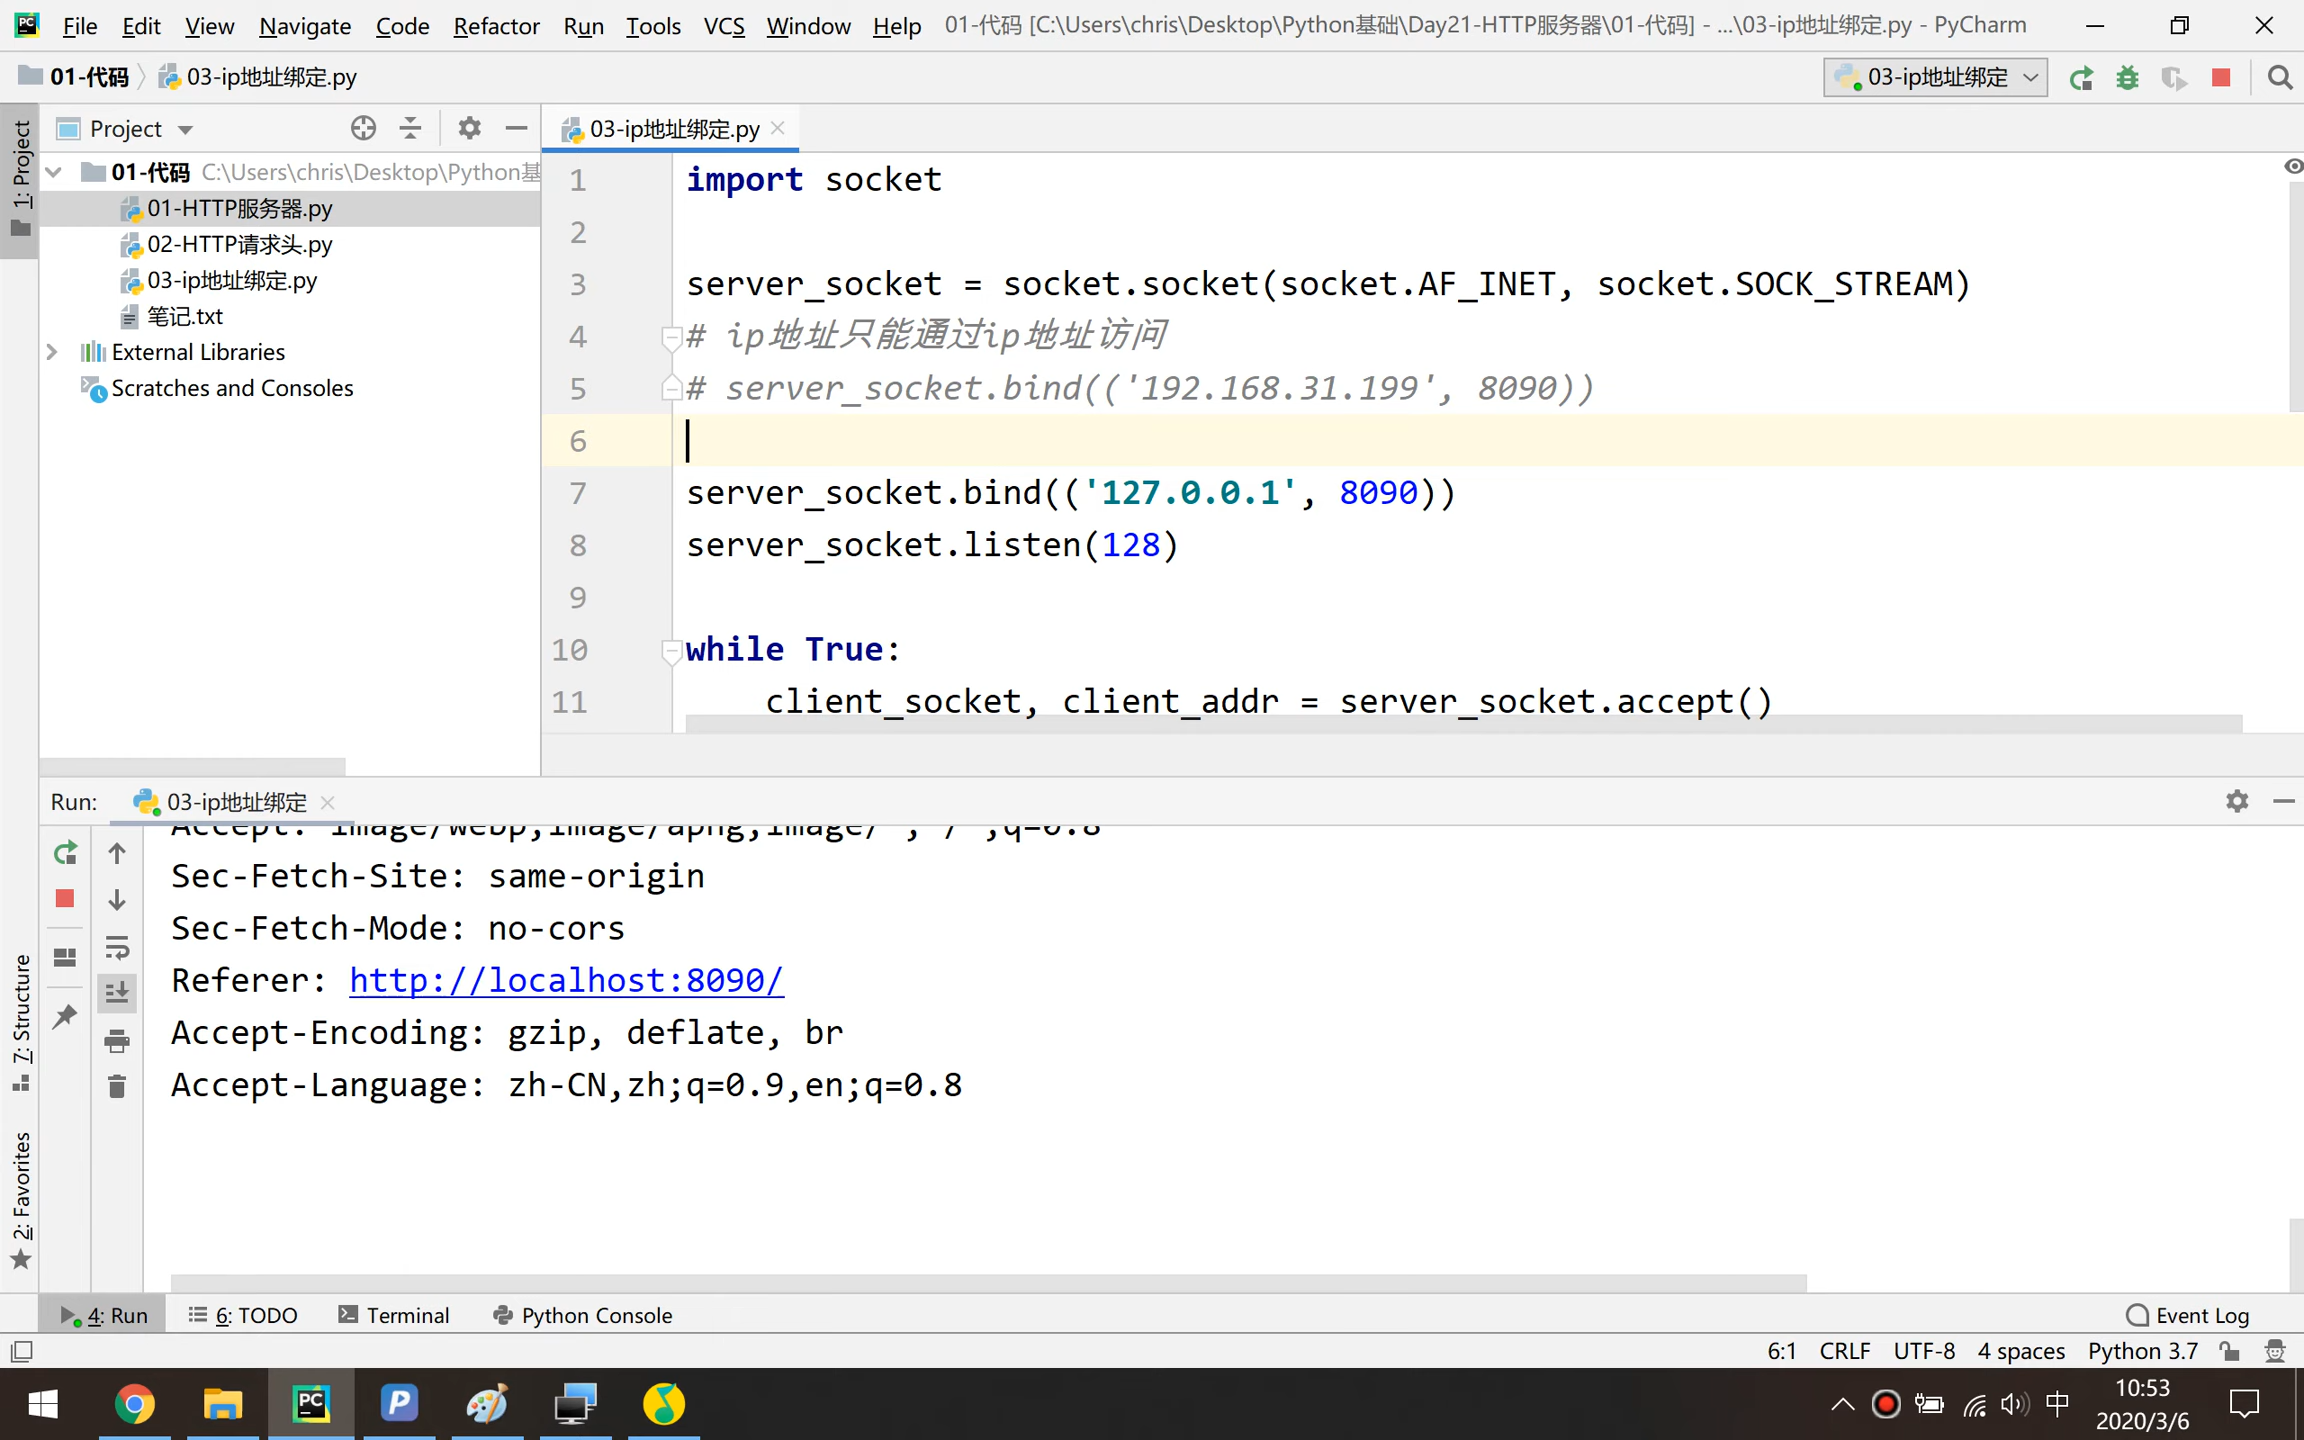 File Edit View Navigate Code Refactor Run Tools VCS Window Help 01-代码 [C:\Users\chris\Desktop\Python基础\Day21-HTTP服务器\01-代码] - ...\03-ip地址绑定.py - PyCharm
01-代码 03-ip地址绑定.py 03-ip地址绑定
Project 03-ip地址绑定.py
1: Project
01-代码 C:\Users\chris\Desktop\Python基
01-HTTP服务器.py
02-HTTP请求头.py
03-ip地址绑定.py
笔记.txt
External Libraries
Scratches and Consoles
1 import socket
2
3 server_socket = socket.socket(socket.AF_INET, socket.SOCK_STREAM)
4 # ip地址只能通过ip地址访问
5 # server_socket.bind(('192.168.31.199', 8090))
6
7 server_socket.bind(('127.0.0.1', 8090))
8 server_socket.listen(128)
9
10 while True:
11 client_socket, client_addr = server_socket.accept()
Run: 03-ip地址绑定
Accept: image/webp,image/apng,image/*,*/*;q=0.8
Sec-Fetch-Site: same-origin
Sec-Fetch-Mode: no-cors
Referer: http://localhost:8090/
Accept-Encoding: gzip, deflate, br
Accept-Language: zh-CN,zh;q=0.9,en;q=0.8
7: Structure
2: Favorites
4: Run 6: TODO Terminal Python Console Event Log
6:1 CRLF UTF-8 4 spaces Python 3.7
中 10:53
2020/3/6